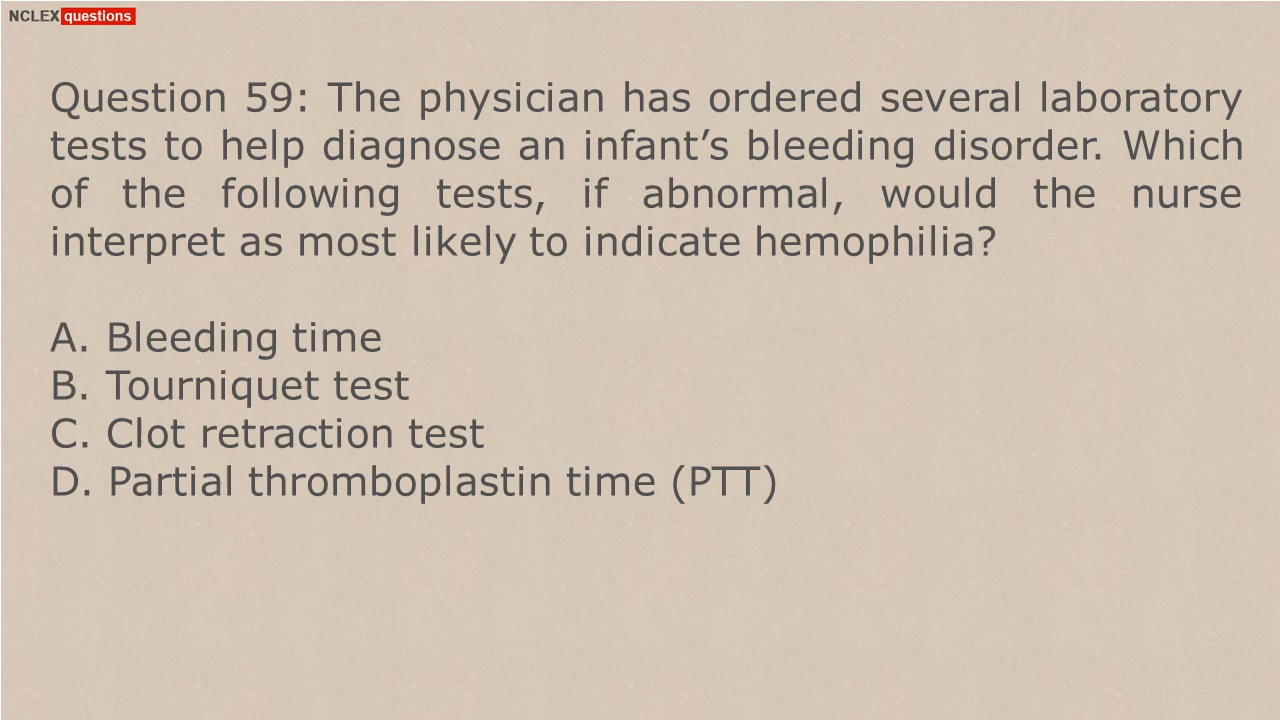 NCLEX questions
Question 59: The physician has ordered several laboratory
tests to help diagnose an infant’s bleeding disorder. Which
of the following tests, if abnormal, would the nurse
interpret as most likely to indicate hemophilia?
A. Bleeding time
B. Tourniquet test
C. Clot retraction test
D. Partial thromboplastin time (PTT)